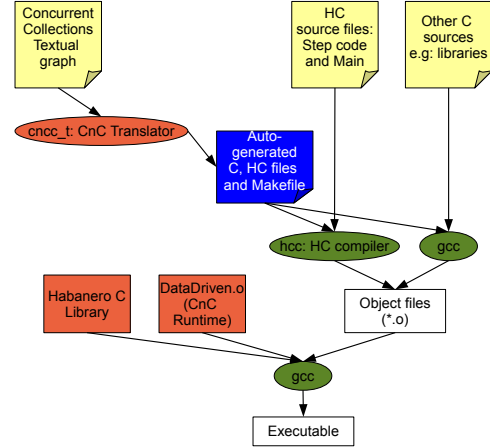 Concurrent
Collections
Textual
graph
HC
source files:
Step code
and Main
Other C
sources
e.g: libraries
cncc_t: CnC Translator
Auto-
generated
C, HC files
and Makefile
hcc: HC compiler
gcc
Habanero C
Library
DataDriven.o
(CnC
Runtime)
Object files
(*.o)
gcc
Executable